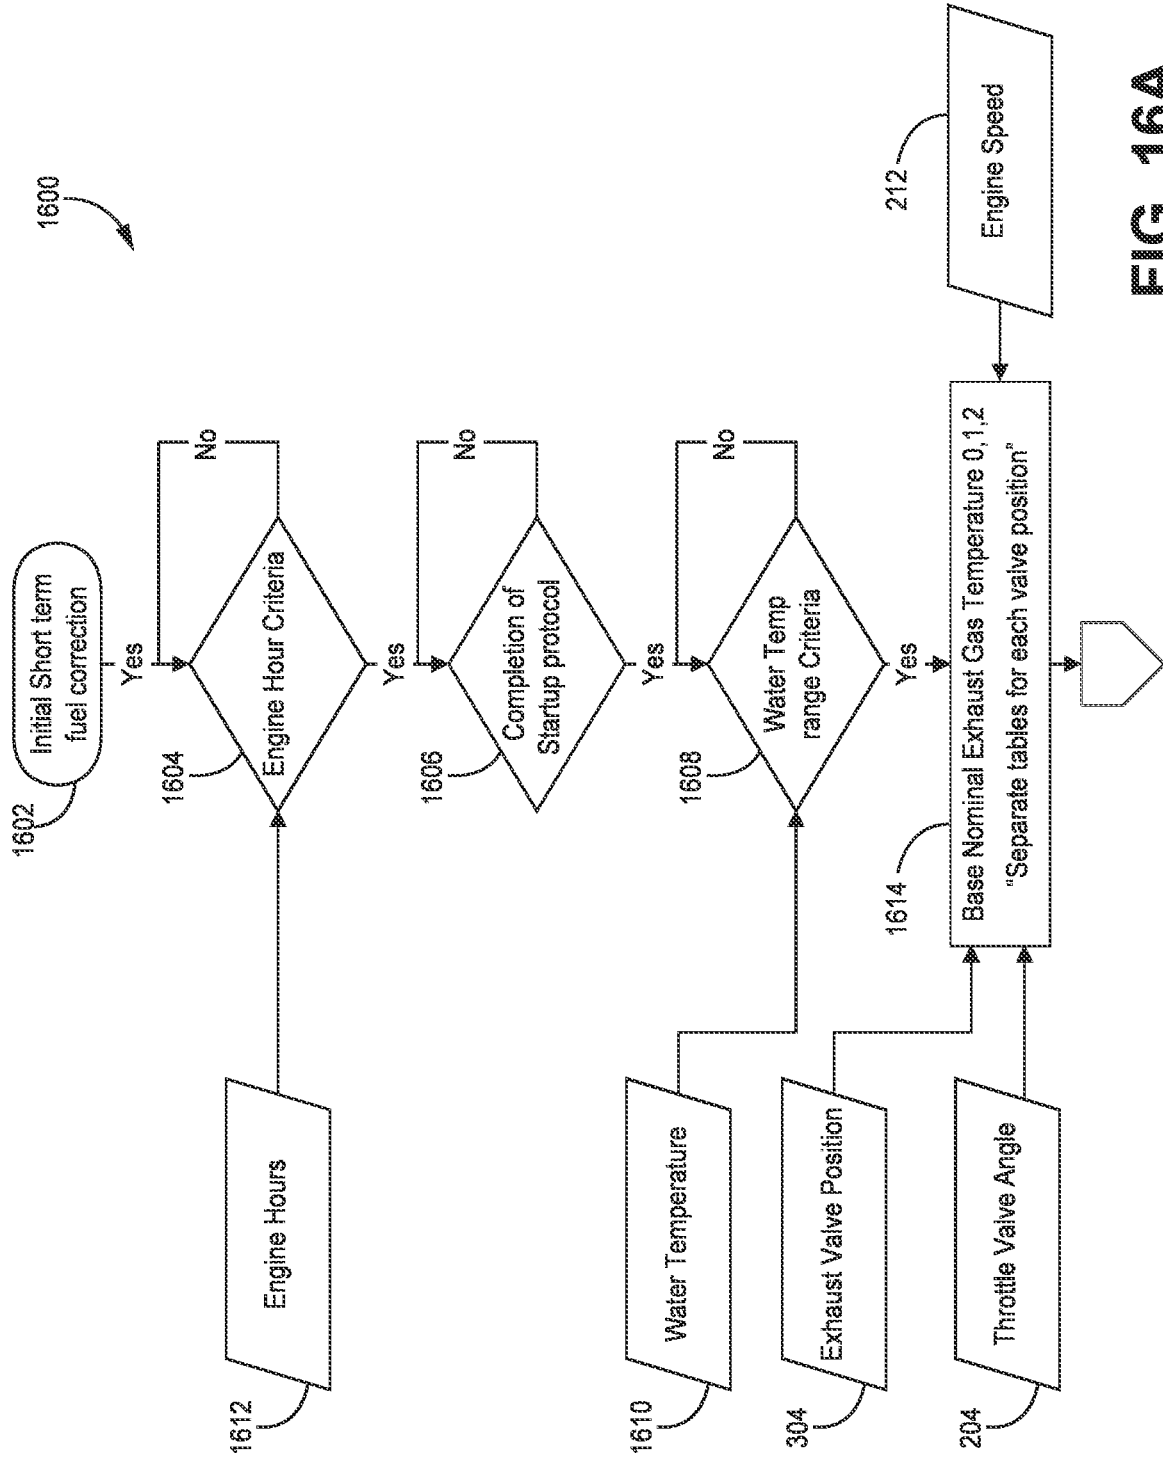 1600
Initial Short term
fuel correction
1602
Yes
No
1604
Engine Hour Criteria
Engine Hours
1612
Yes
No
1606
Completion of
Startup protocol
Yes
No
1608
Water Temp
range Criteria
Water Temperature
1610
Yes
Exhaust Valve Position
304
Throttle Valve Angle
204
1614
Base Nominal Exhaust Gas Temperature 0,1,2
"Separate tables for each valve position"
212
Engine Speed
FIG. 16A